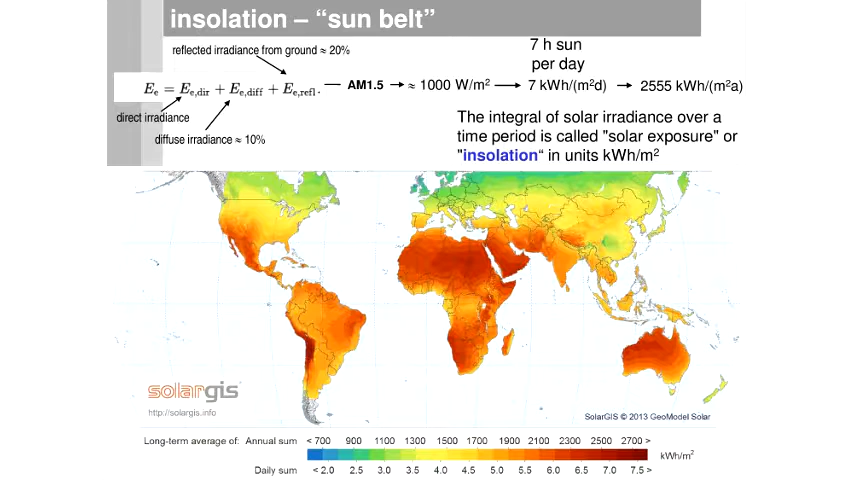 insolation – “sun belt”
reflected irradiance from ground ≈ 20%
7 h sun
per day
Eₑ = Eₑ,dir + Eₑ,diff + Eₑ,refl. AM1.5 ≈ 1000 W/m² 7 kWh/(m²d) 2555 kWh/(m²a)
direct irradiance
diffuse irradiance ≈ 10%
The integral of solar irradiance over a
time period is called "solar exposure" or
"insolation“ in units kWh/m²
solargis
http://solargis.info
SolarGIS © 2013 GeoModel Solar
Long-term average of: Annual sum < 700 900 1100 1300 1500 1700 1900 2100 2300 2500 2700 >
kWh/m²
Daily sum < 2.0 2.5 3.0 3.5 4.0 4.5 5.0 5.5 6.0 6.5 7.0 7.5 >